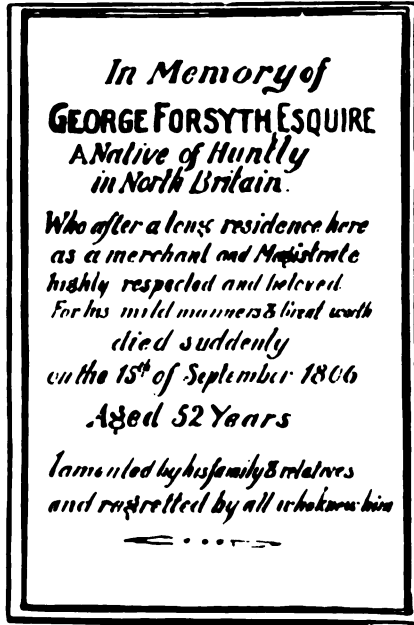 In Memory of
GEORGE FORSYTH ESQUIRE
A Native of Huntly
in North Britain.
Who after a long residence here
as a merchant and Magistrate
highly respected and beloved
For his mild manners & great worth
died suddenly
on the 15th of September 1806
Aged 52 Years
Lamented by his family & relatives
and regretted by all who knew him